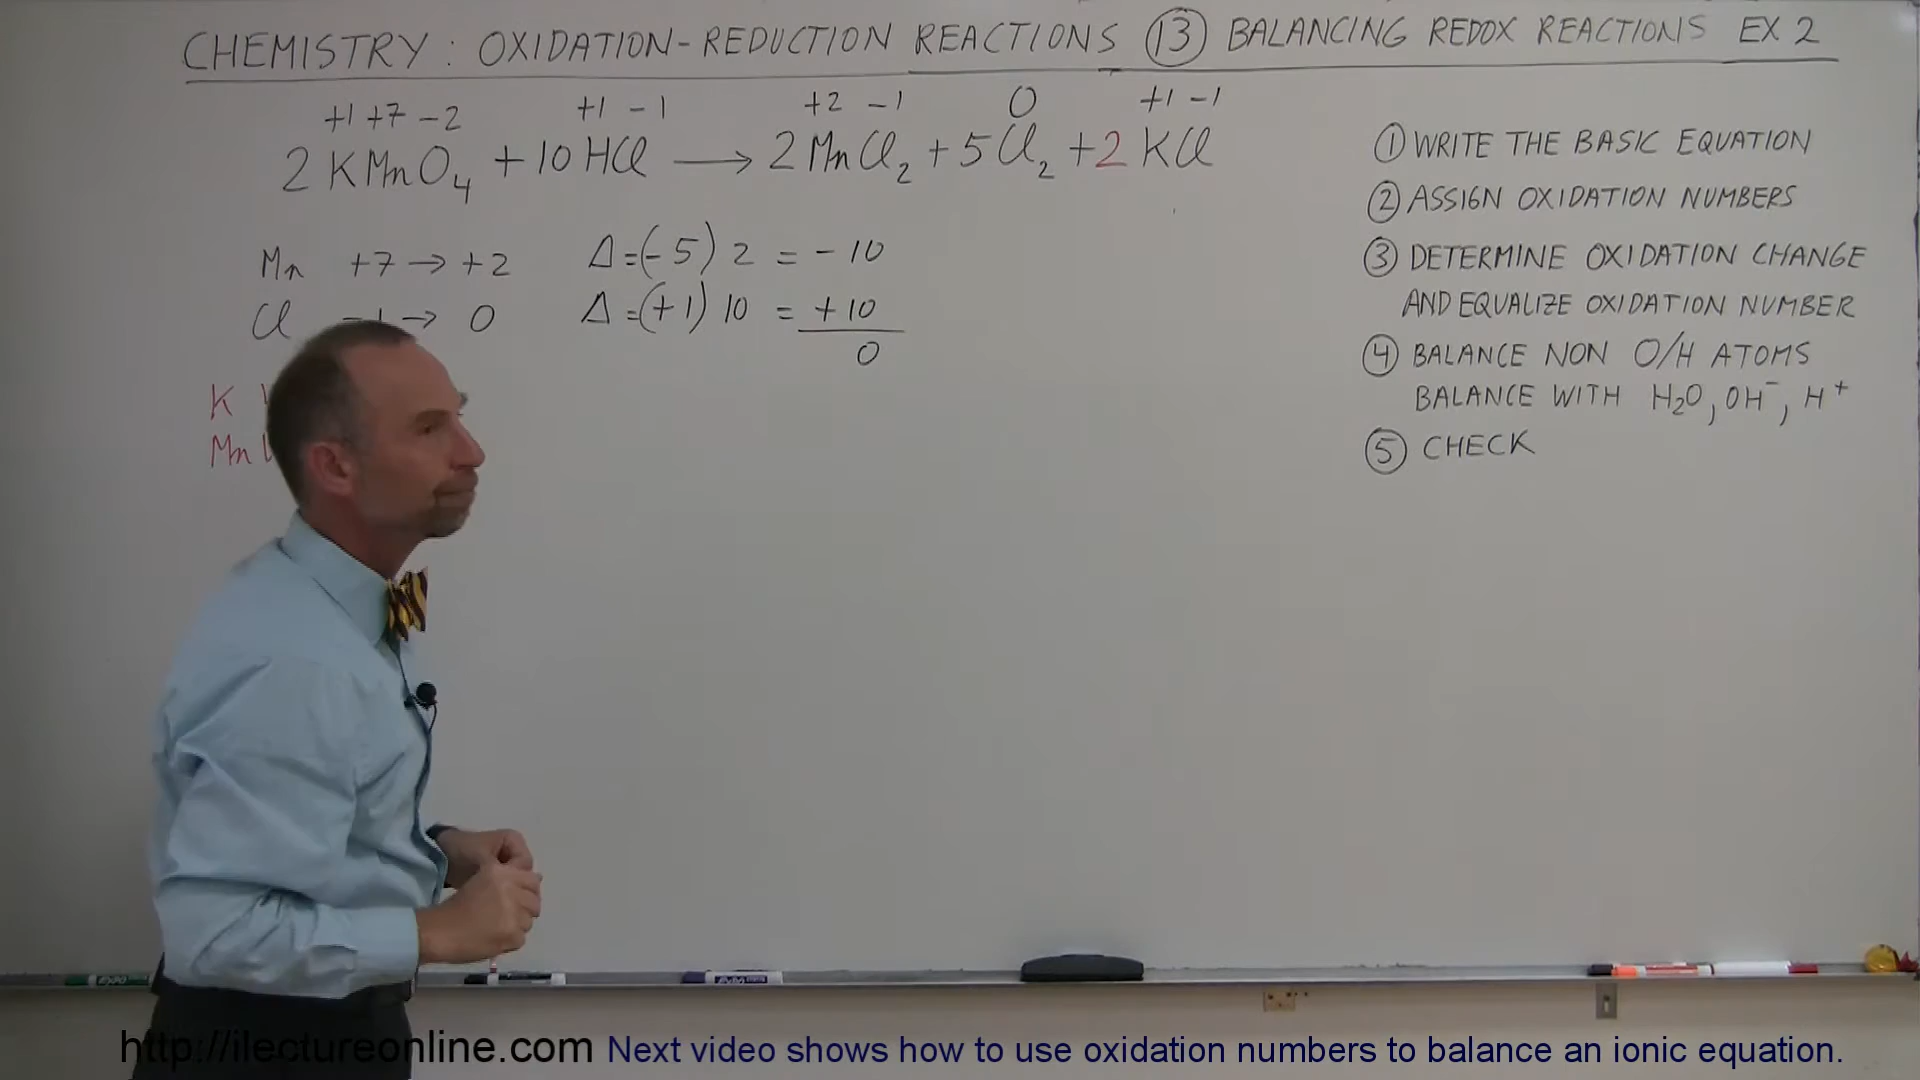 CHEMISTRY : OXIDATION-REDUCTION REACTIONS ⑬ BALANCING REDOX REACTIONS EX 2
+1 +7 -2 +1 -1 +2 -1 0 +1 -1
2 KMnO₄ + 10 HCl → 2 MnCl₂ + 5 Cl₂ + 2 KCl
Mn +7 → +2 Δ = (-5) 2 = -10
Cl -1 → 0 Δ = (+1) 10 = +10
0
K
Mn
① WRITE THE BASIC EQUATION
② ASSIGN OXIDATION NUMBERS
③ DETERMINE OXIDATION CHANGE
AND EQUALIZE OXIDATION NUMBER
④ BALANCE NON O/H ATOMS
BALANCE WITH H₂O, OH⁻, H⁺
⑤ CHECK
http://ilectureonline.com Next video shows how to use oxidation numbers to balance an ionic equation.